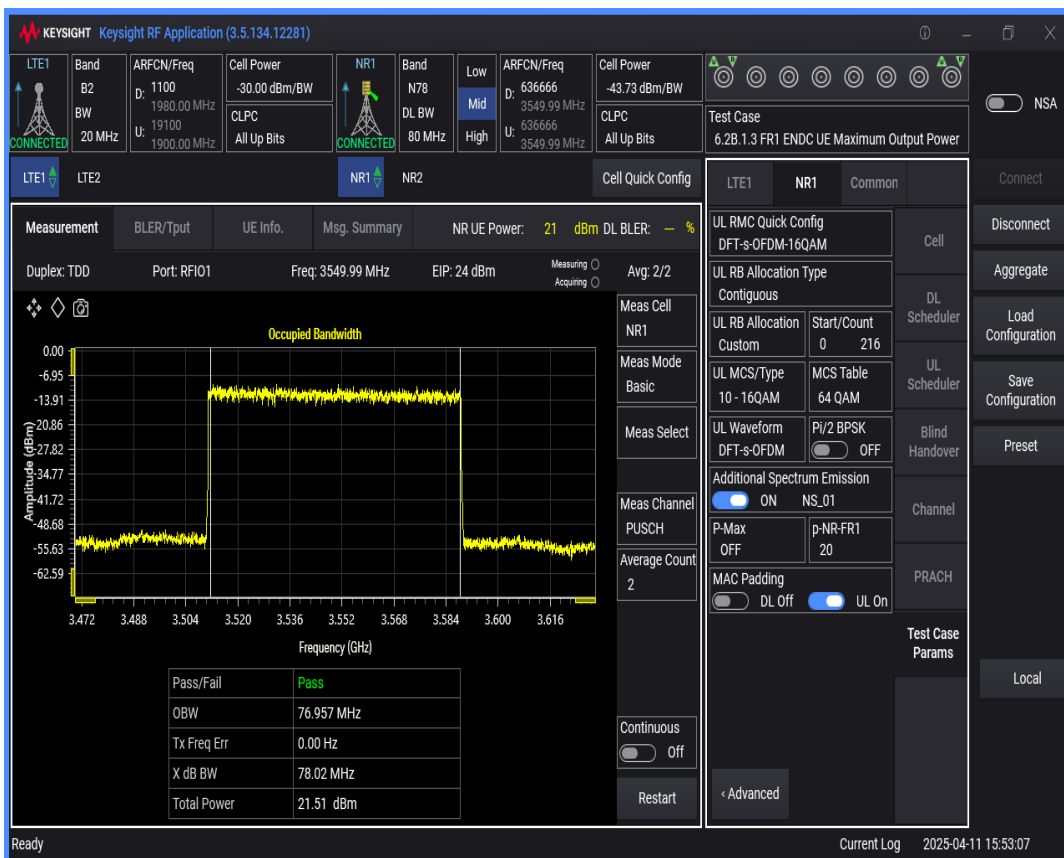 KEYSIGHT Keysight RF Application (3.5.134.12281)
LTE1
CONNECTED
Band
B2
BW
20 MHz
ARFCN/Freq
D: 1100
1980.00 MHz
U: 19100
1900.00 MHz
Cell Power
-30.00 dBm/BW
CLPC
All Up Bits
NR1
CONNECTED
Band
N78
DL BW
80 MHz
Low
Mid
High
ARFCN/Freq
D: 636666
3549.99 MHz
U: 636666
3549.99 MHz
Cell Power
-43.73 dBm/BW
CLPC
All Up Bits
Test Case
6.2B.1.3 FR1 ENDC UE Maximum Output Power
NSA
LTE1 LTE2 NR1 NR2 Cell Quick Config
Measurement BLER/Tput UE Info. Msg. Summary NR UE Power: 21 dBm DL BLER: — %
Duplex: TDD Port: RFIO1 Freq: 3549.99 MHz EIP: 24 dBm Measuring Acquiring Avg: 2/2
Occupied Bandwidth
Amplitude (dBm)
0.00
-6.95
-13.91
-20.86
-27.82
-34.77
-41.72
-48.68
-55.63
-62.59
3.472 3.488 3.504 3.520 3.536 3.552 3.568 3.584 3.600 3.616
Frequency (GHz)
Pass/Fail Pass
OBW 76.957 MHz
Tx Freq Err 0.00 Hz
X dB BW 78.02 MHz
Total Power 21.51 dBm
Meas Cell
NR1
Meas Mode
Basic
Meas Select
Meas Channel
PUSCH
Average Count
2
Continuous
Off
Restart
LTE1 NR1 Common
UL RMC Quick Config
DFT-s-OFDM-16QAM
UL RB Allocation Type
Contiguous
UL RB Allocation Start/Count
Custom 0 216
UL MCS/Type MCS Table
10 - 16QAM 64 QAM
UL Waveform Pi/2 BPSK
DFT-s-OFDM OFF
Additional Spectrum Emission
ON NS_01
P-Max p-NR-FR1
OFF 20
MAC Padding
DL Off UL On
‹ Advanced
Cell
DL
Scheduler
UL
Scheduler
Blind
Handover
Channel
PRACH
Test Case
Params
Connect
Disconnect
Aggregate
Load
Configuration
Save
Configuration
Preset
Local
Ready Current Log 2025-04-11 15:53:07